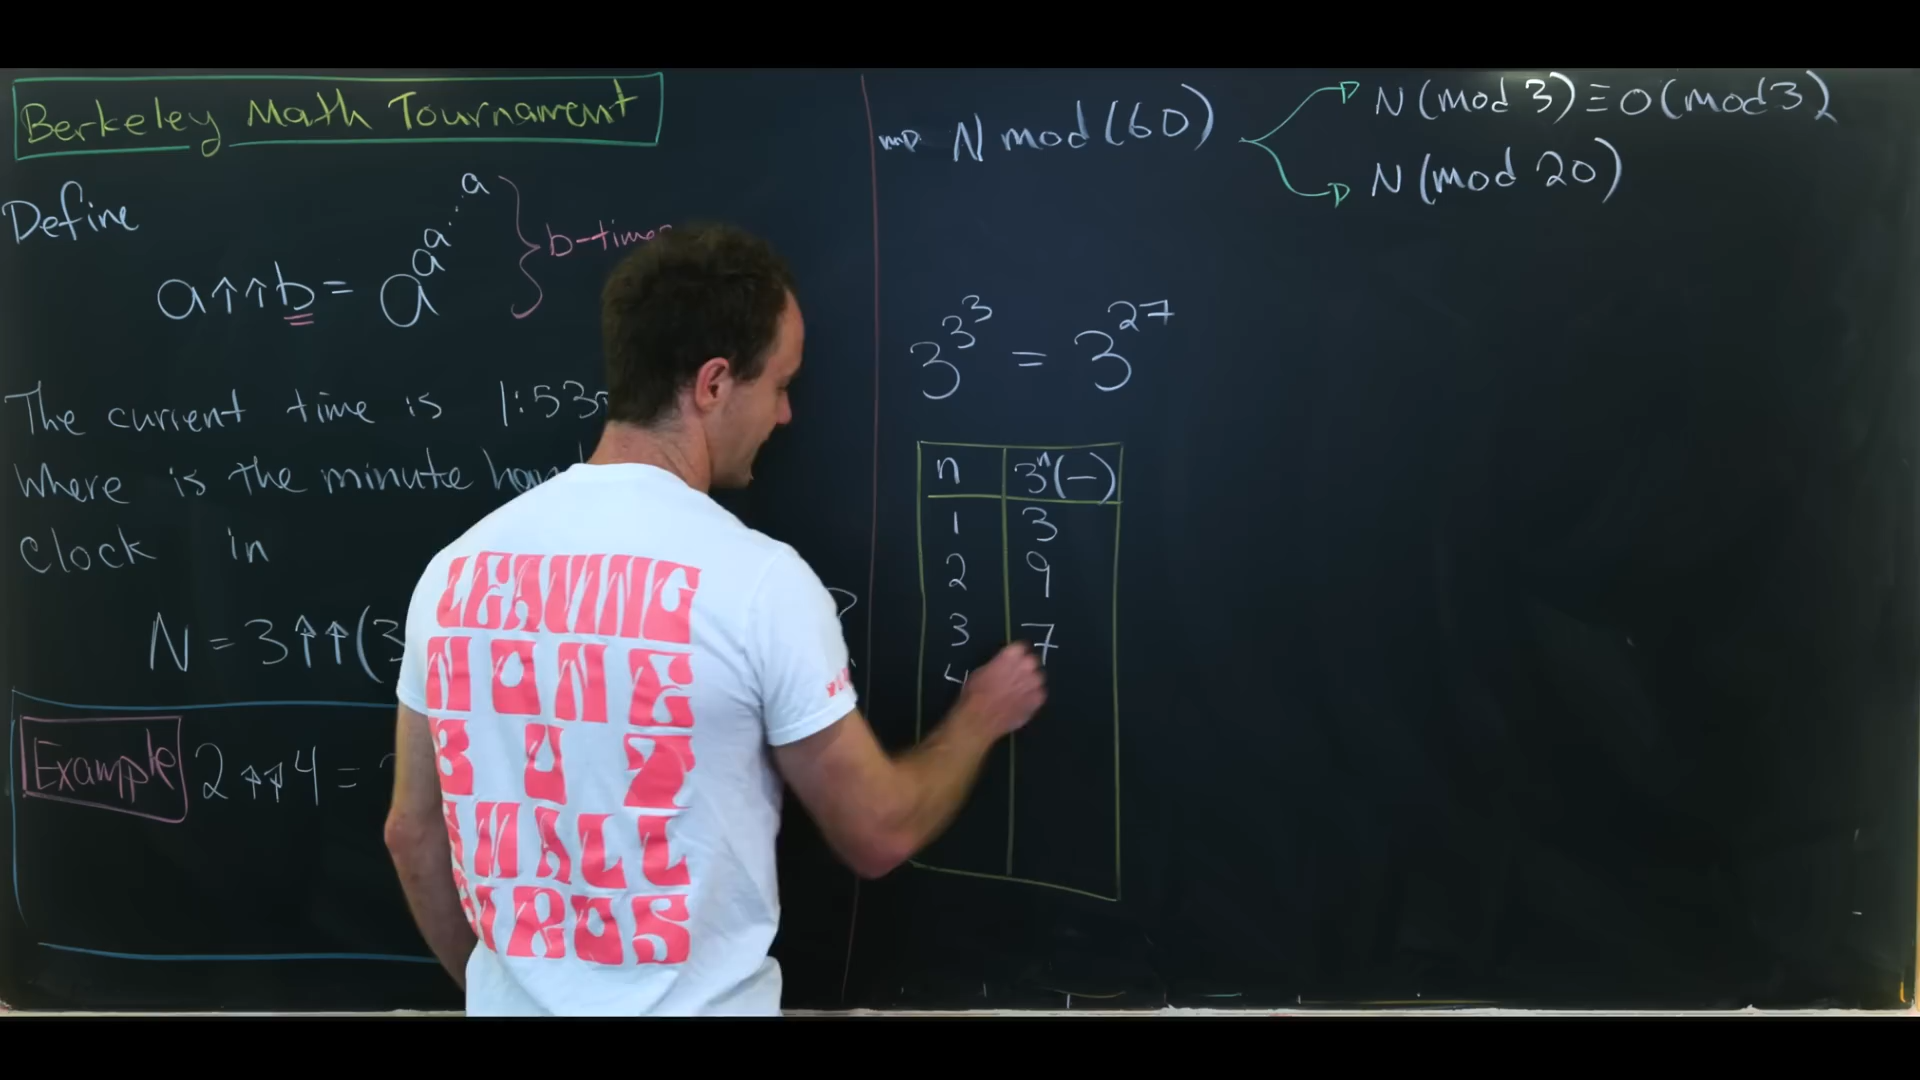 Berkeley Math Tournament
Define
a↑↑b = a^a^a^...^a } b-times
The current time is 1:53
Where is the minute
clock in
N = 3↑↑(3
Example 2↑↑4 =
N mod(60)
N (mod 3) ≡ 0 (mod 3)
N (mod 20)
3^3^3 = 3^27
n 3^n(-)
1 3
2 9
3 7
4
LEAVING
NONE
BUT
SMALL
BIRDS